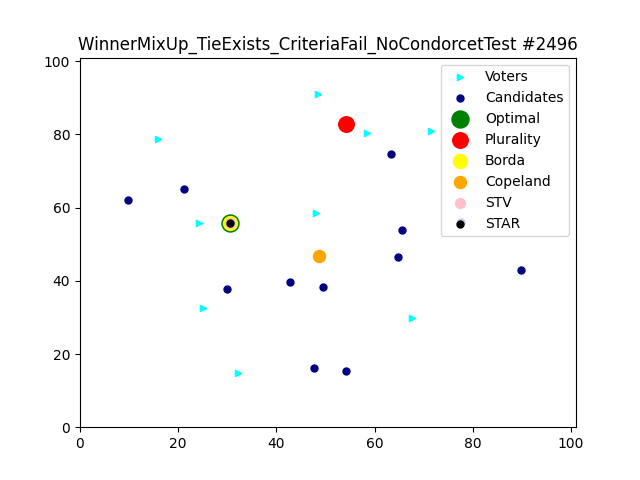 WinnerMixUp_TieExists_CriteriaFail_NoCondorcetTest #2496
100
80
60
40
20
0
0 20 40 60 80 100
Voters
Candidates
Optimal
Plurality
Borda
Copeland
STV
STAR